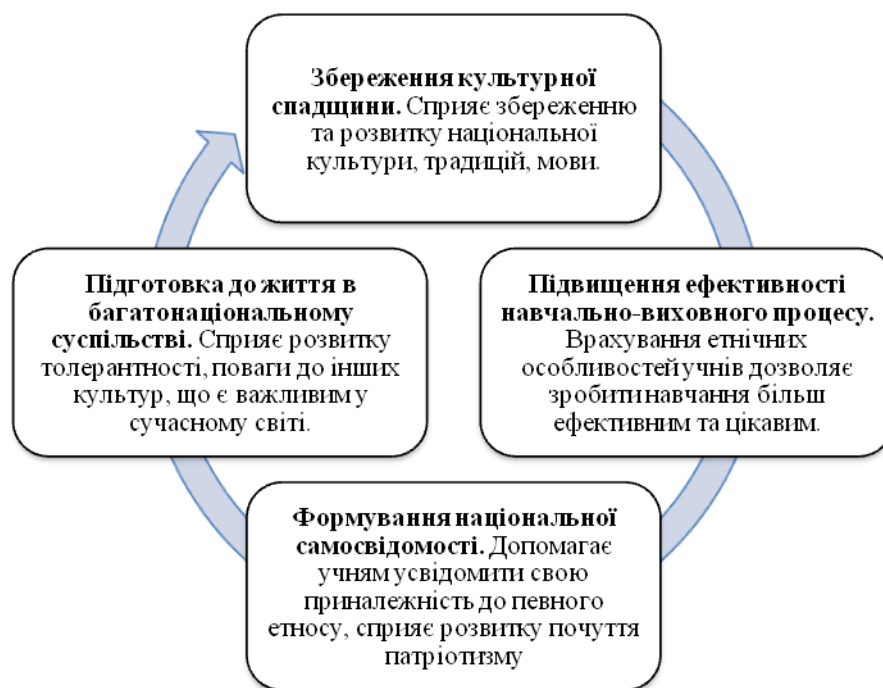 Збереження культурної
спадщини. Сприяє збереженню
та розвитку національної
культури, традицій, мови.
Підвищення ефективності
навчально-виховного процесу.
Врахування етнічних
особливостей учнів дозволяє
зробити навчання більш
ефективним та цікавим.
Формування національної
самосвідомості. Допомагає
учням усвідомити свою
приналежність до певного
етносу, сприяє розвитку почуття
патріотизму
Підготовка до життя в
багатонаціональному
суспільстві. Сприяє розвитку
толерантності, поваги до інших
культур, що є важливим у
сучасному світі.